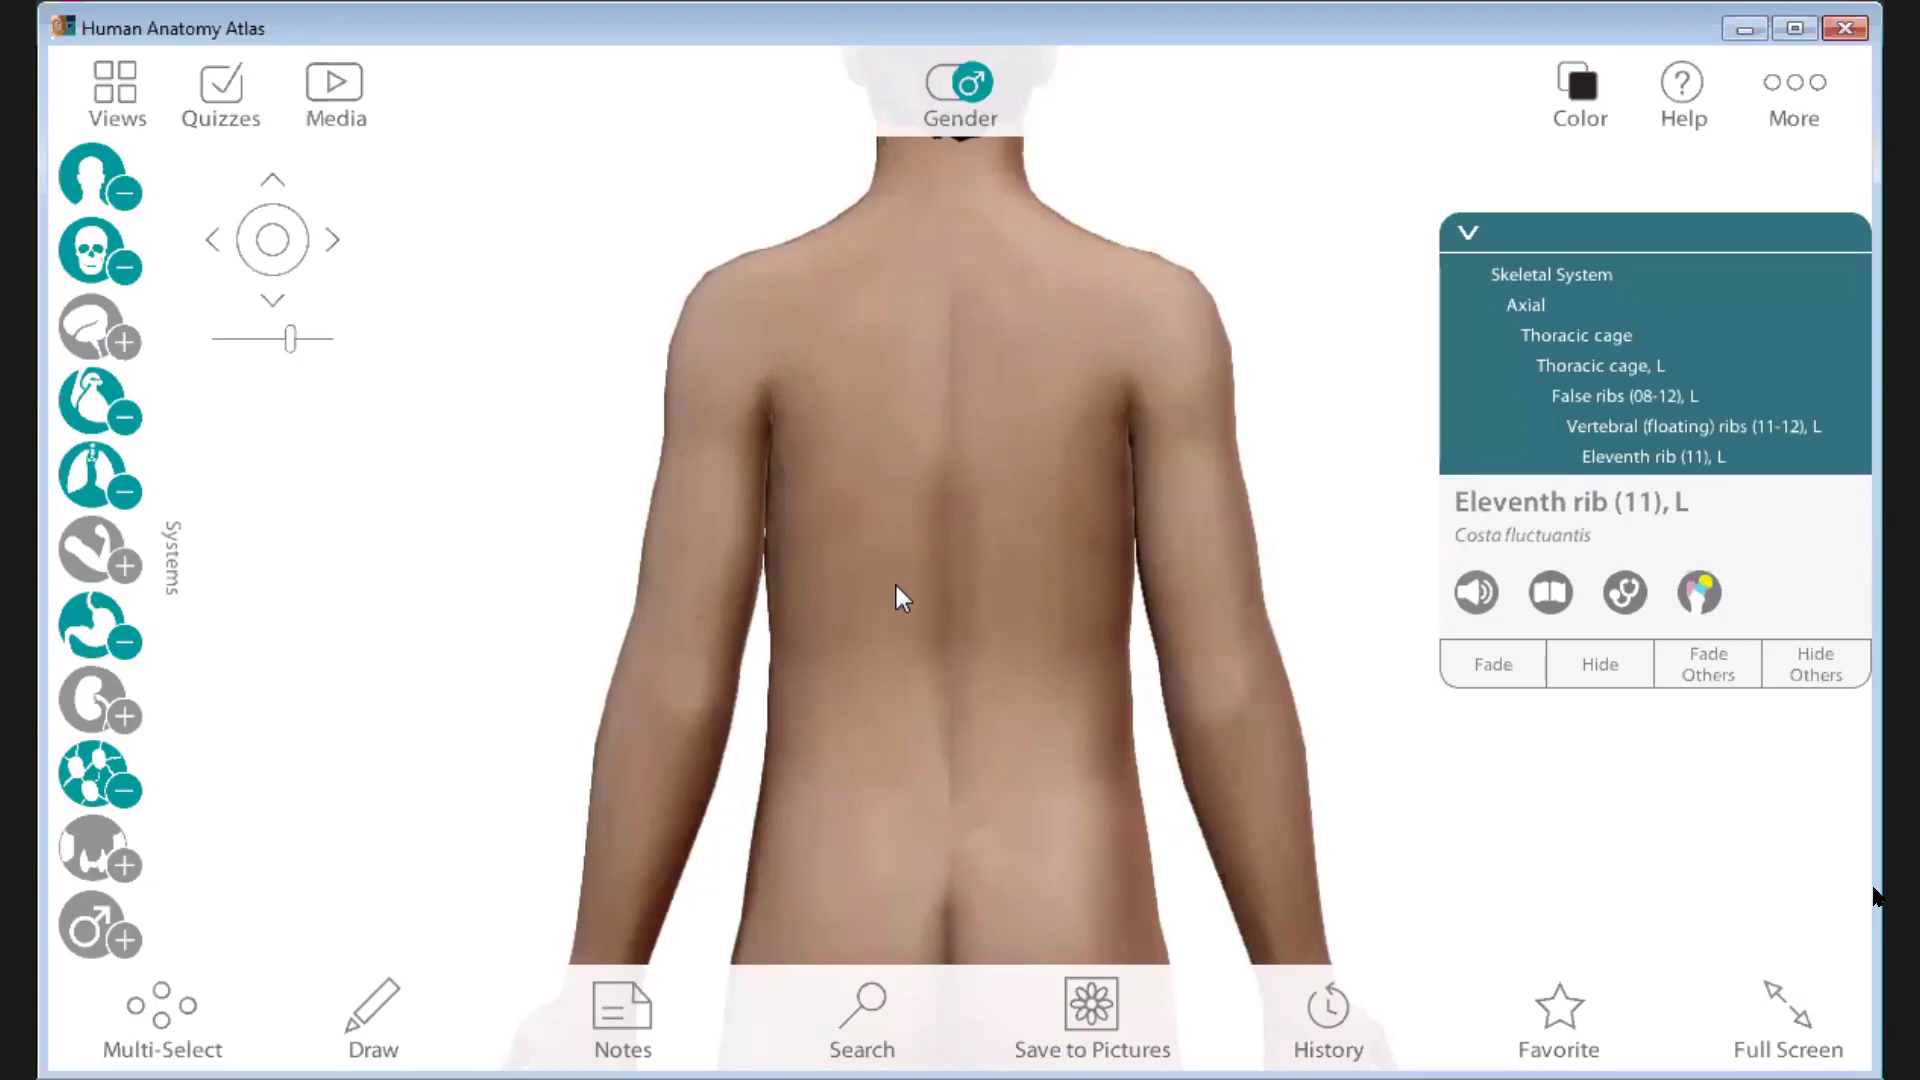 Human Anatomy Atlas
Views
Quizzes
Media
Gender
Color
Help
More
Systems
Skeletal System
Axial
Thoracic cage
Thoracic cage, L
False ribs (08-12), L
Vertebral (floating) ribs (11-12), L
Eleventh rib (11), L
Eleventh rib (11), L
Costa fluctuantis
Fade
Hide
Fade
Others
Hide
Others
Multi-Select
Draw
Notes
Search
Save to Pictures
History
Favorite
Full Screen